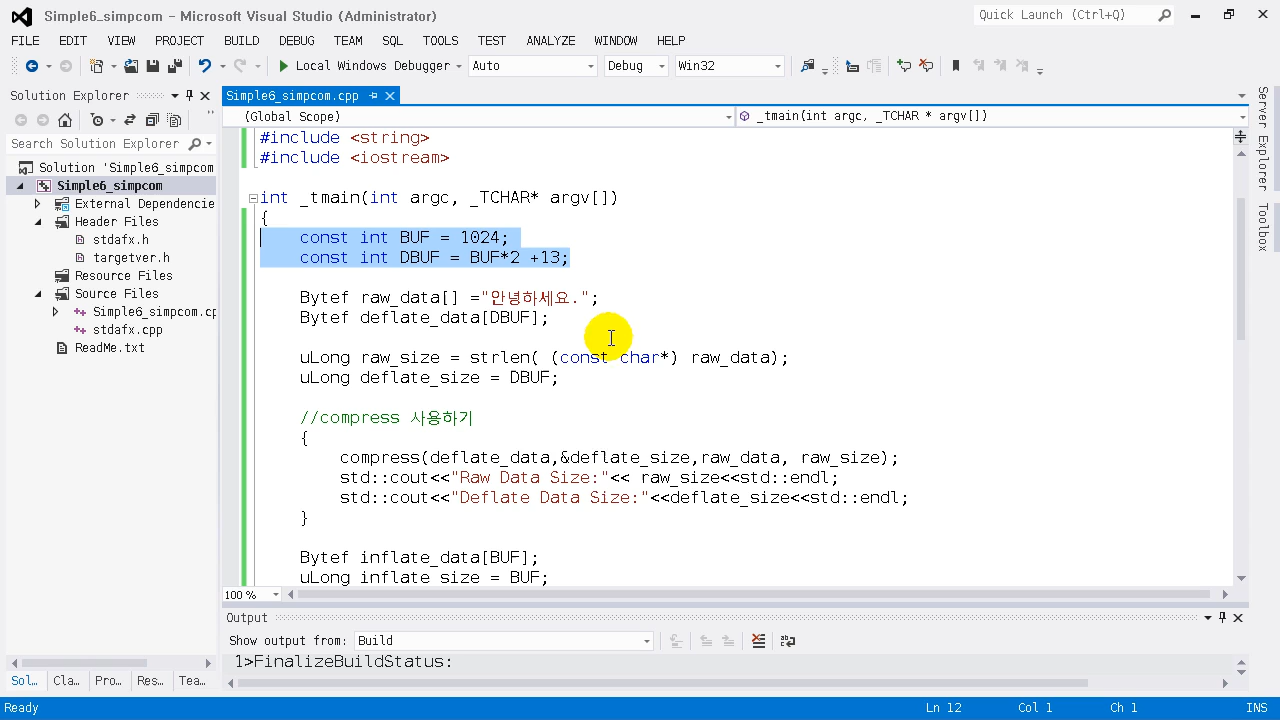 Simple6_simpcom - Microsoft Visual Studio (Administrator)
Quick Launch (Ctrl+Q)
FILE EDIT VIEW PROJECT BUILD DEBUG TEAM SQL TOOLS TEST ANALYZE WINDOW HELP
Local Windows Debugger Auto Debug Win32
Solution Explorer
Simple6_simpcom.cpp
(Global Scope)
_tmain(int argc, _TCHAR * argv[])
Search Solution Explorer
Solution 'Simple6_simpcom
Simple6_simpcom
External Dependencie
Header Files
stdafx.h
targetver.h
Resource Files
Source Files
Simple6_simpcom.cp
stdafx.cpp
ReadMe.txt
#include <string>
#include <iostream>
int _tmain(int argc, _TCHAR* argv[])
{
const int BUF = 1024;
const int DBUF = BUF*2 +13;
Bytef raw_data[] ="안녕하세요.";
Bytef deflate_data[DBUF];
uLong raw_size = strlen( (const char*) raw_data);
uLong deflate_size = DBUF;
//compress 사용하기
{
compress(deflate_data,&deflate_size,raw_data, raw_size);
std::cout<<"Raw Data Size:"<< raw_size<<std::endl;
std::cout<<"Deflate Data Size:"<<deflate_size<<std::endl;
}
Bytef inflate_data[BUF];
uLong inflate_size = BUF;
100 %
Server Explorer
Toolbox
Output
Show output from: Build
1>FinalizeBuildStatus:
Sol... Cla... Pro... Res... Tea...
Ready Ln 12 Col 1 Ch 1 INS